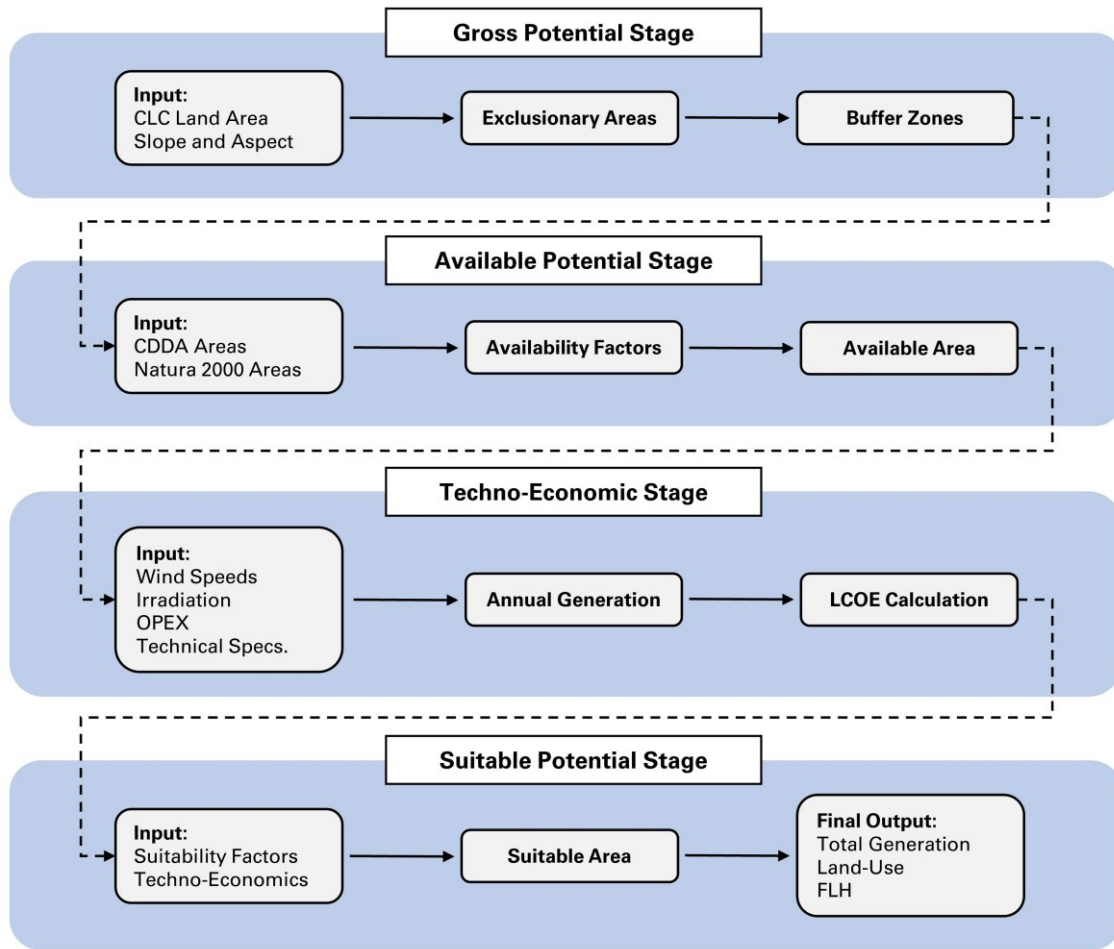 Gross Potential Stage
Input:
CLC Land Area
Slope and Aspect
Exclusionary Areas
Buffer Zones
Available Potential Stage
Input:
CDDA Areas
Natura 2000 Areas
Availability Factors
Available Area
Techno-Economic Stage
Input:
Wind Speeds
Irradiation
OPEX
Technical Specs.
Annual Generation
LCOE Calculation
Suitable Potential Stage
Input:
Suitability Factors
Techno-Economics
Suitable Area
Final Output:
Total Generation
Land-Use
FLH